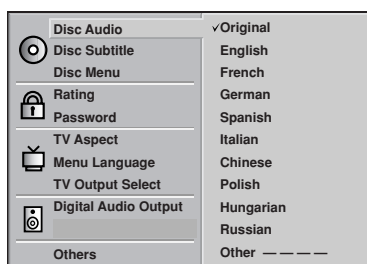 Disc Audio
Disc Subtitle
Disc Menu
Rating
Password
TV Aspect
Menu Language
TV Output Select
Digital Audio Output
Others
✓Original
English
French
German
Spanish
Italian
Chinese
Polish
Hungarian
Russian
Other — — — —